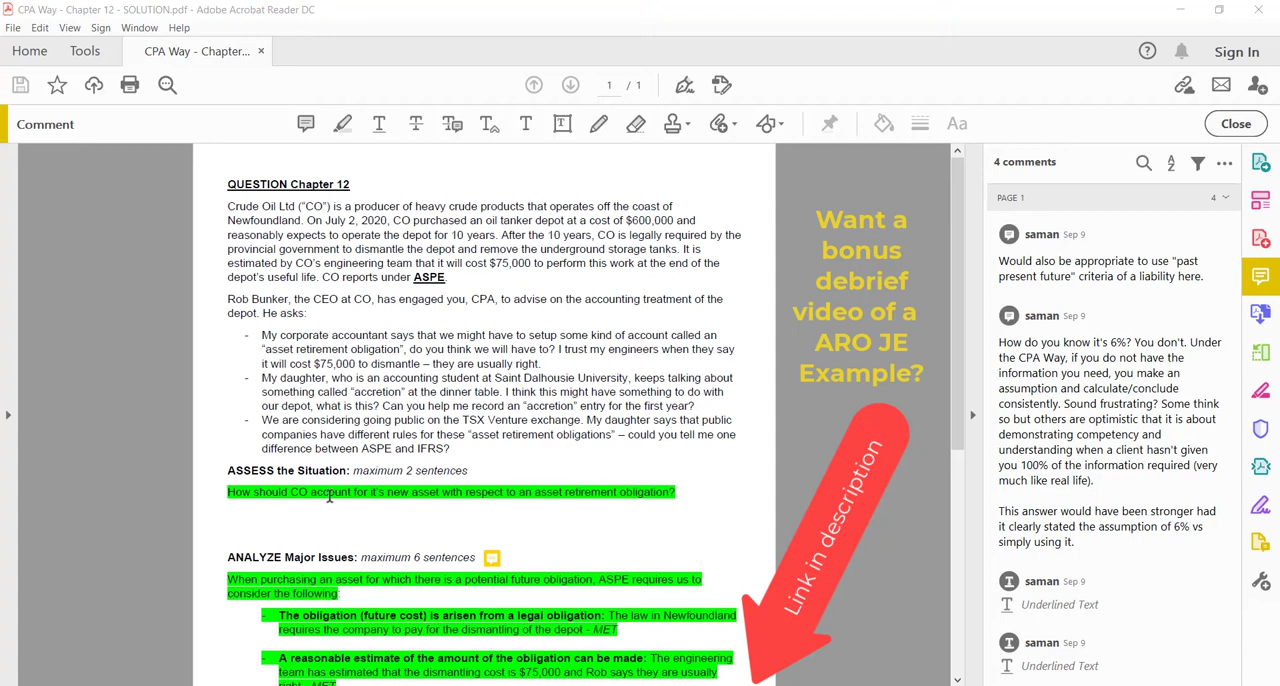 CPA Way - Chapter 12 - SOLUTION.pdf - Adobe Acrobat Reader DC
File Edit View Sign Window Help
Home Tools CPA Way - Chapter... × Sign In
1 / 1
Comment Aa Close
QUESTION Chapter 12
Crude Oil Ltd (“CO”) is a producer of heavy crude products that operates off the coast of
Newfoundland. On July 2, 2020, CO purchased an oil tanker depot at a cost of $600,000 and
reasonably expects to operate the depot for 10 years. After the 10 years, CO is legally required by the
provincial government to dismantle the depot and remove the underground storage tanks. It is
estimated by CO’s engineering team that it will cost $75,000 to perform this work at the end of the
depot’s useful life. CO reports under ASPE.
Rob Bunker, the CEO at CO, has engaged you, CPA, to advise on the accounting treatment of the
depot. He asks:
- My corporate accountant says that we might have to setup some kind of account called an
“asset retirement obligation”, do you think we will have to? I trust my engineers when they say
it will cost $75,000 to dismantle – they are usually right.
- My daughter, who is an accounting student at Saint Dalhousie University, keeps talking about
something called “accretion” at the dinner table. I think this might have something to do with
our depot, what is this? Can you help me record an “accretion” entry for the first year?
- We are considering going public on the TSX Venture exchange. My daughter says that public
companies have different rules for these “asset retirement obligations” – could you tell me one
difference between ASPE and IFRS?
ASSESS the Situation: maximum 2 sentences
How should CO account for it’s new asset with respect to an asset retirement obligation?
ANALYZE Major Issues: maximum 6 sentences
When purchasing an asset for which there is a potential future obligation, ASPE requires us to
consider the following:
- The obligation (future cost) is arisen from a legal obligation: The law in Newfoundland
requires the company to pay for the dismantling of the depot - MET
- A reasonable estimate of the amount of the obligation can be made: The engineering
team has estimated that the dismantling cost is $75,000 and Rob says they are usually
right - MET
Want a
bonus
debrief
video of a
ARO JE
Example?
Link in description
4 comments
PAGE 1 4
saman Sep 9
Would also be appropriate to use "past
present future" criteria of a liability here.
saman Sep 9
How do you know it's 6%? You don't. Under
the CPA Way, if you do not have the
information you need, you make an
assumption and calculate/conclude
consistently. Sound frustrating? Some think
so but others are optimistic that it is about
demonstrating competency and
understanding when a client hasn't given
you 100% of the information required (very
much like real life).
This answer would have been stronger had
it clearly stated the assumption of 6% vs
simply using it.
saman Sep 9
Underlined Text
saman Sep 9
Underlined Text